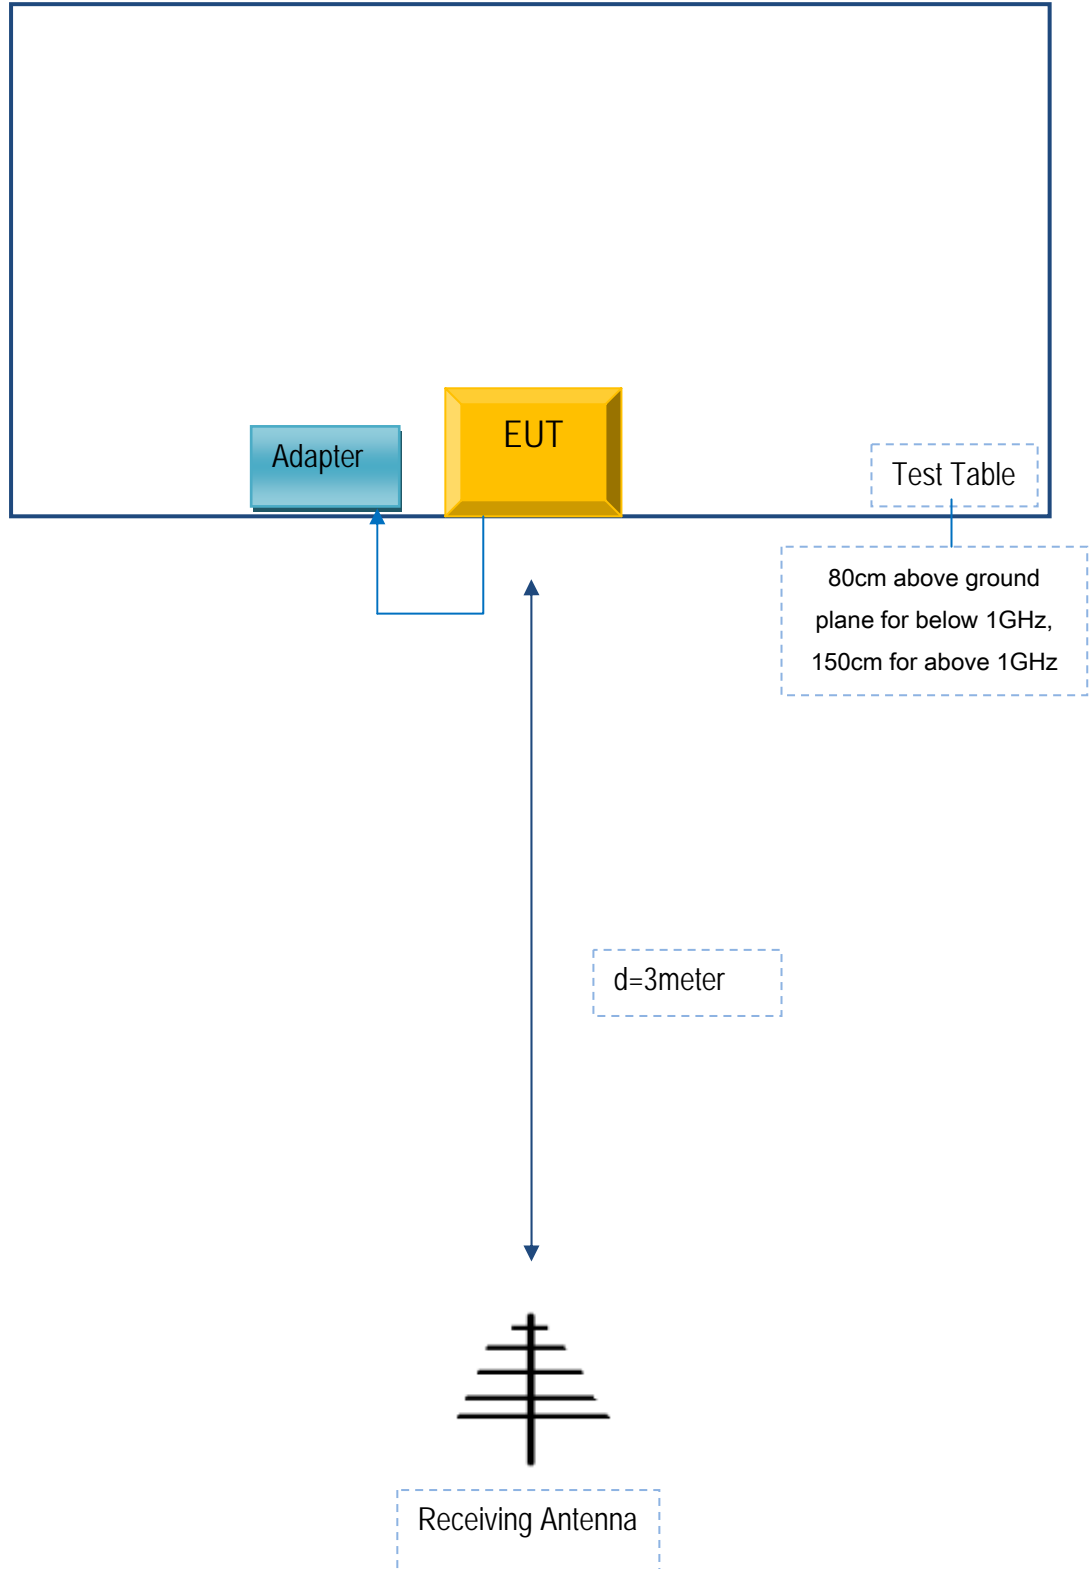 EUT
Adapter
Test Table
80cm above ground
plane for below 1GHz,
150cm for above 1GHz
d=3meter
Receiving Antenna